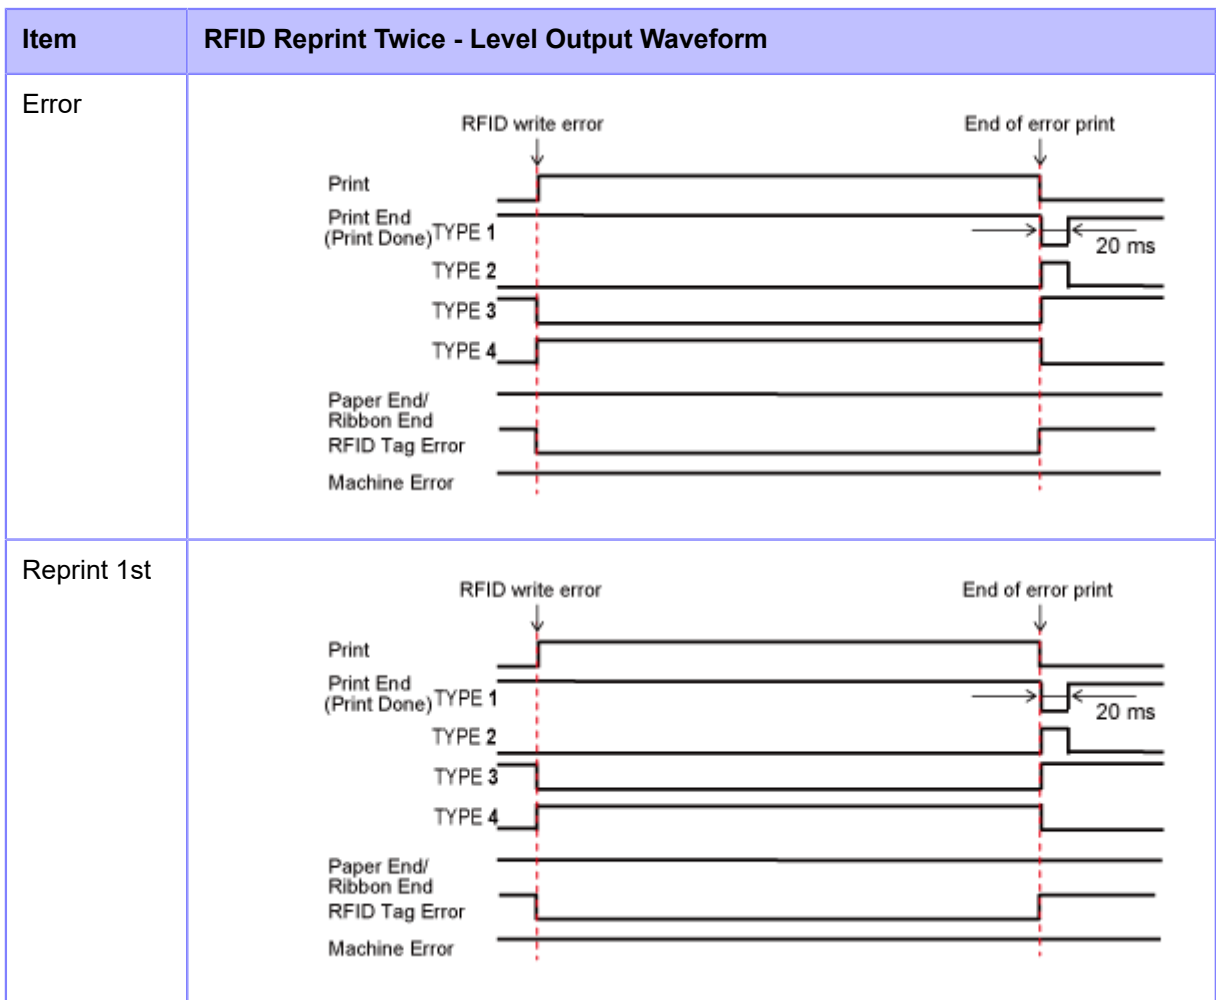 Item
RFID Reprint Twice - Level Output Waveform
Error
RFID write error
End of error print
Print
Print End
(Print Done) TYPE 1
20 ms
TYPE 2
TYPE 3
TYPE 4
Paper End/
Ribbon End
RFID Tag Error
Machine Error
Reprint 1st
RFID write error
End of error print
Print
Print End
(Print Done) TYPE 1
20 ms
TYPE 2
TYPE 3
TYPE 4
Paper End/
Ribbon End
RFID Tag Error
Machine Error